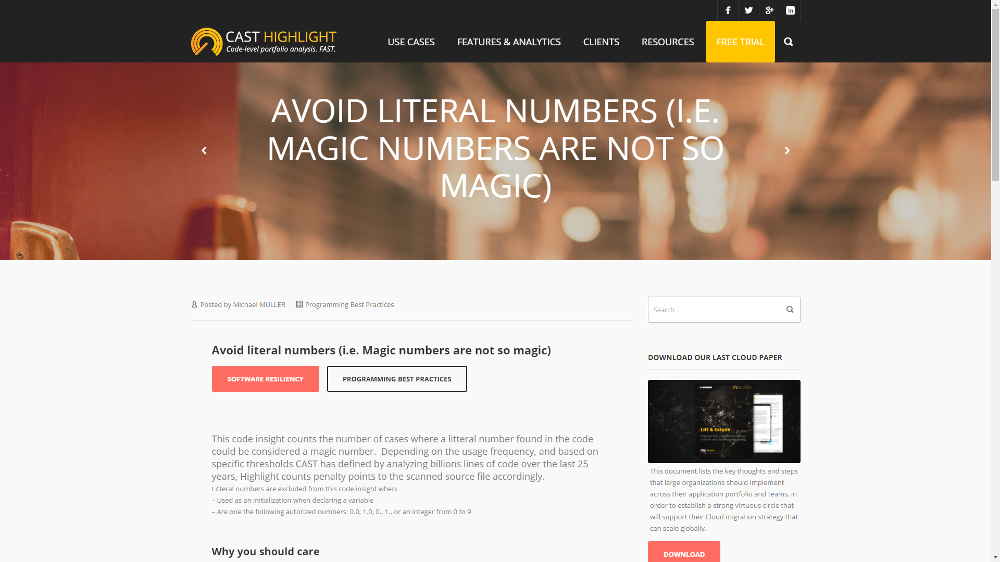 CAST HIGHLIGHT
Code-level portfolio analysis. FAST.
USE CASES
FEATURES & ANALYTICS
CLIENTS
RESOURCES
FREE TRIAL
AVOID LITERAL NUMBERS (I.E.
MAGIC NUMBERS ARE NOT SO
MAGIC)
Posted by Michael MULLER
Programming Best Practices
Avoid literal numbers (i.e. Magic numbers are not so magic)
SOFTWARE RESILIENCY
PROGRAMMING BEST PRACTICES
This code insight counts the number of cases where a litteral number found in the code
could be considered a magic number.  Depending on the usage frequency, and based on
specific thresholds CAST has defined by analyzing billions lines of code over the last 25
years, Highlight counts penalty points to the scanned source file accordingly.
Litteral numbers are excluded from this code insight when:
– Used as an initialization when declaring a variable
– Are one the following autorized numbers: 0.0, 1.0, 0., 1., or an integer from 0 to 9
Why you should care
Search...
DOWNLOAD OUR LAST CLOUD PAPER
Lift & Extend
This document lists the key thoughts and steps
that large organizations should implement
across their application portfolio and teams, in
order to establish a strong virtuous circle that
will support their Cloud migration strategy that
can scale globally.
DOWNLOAD